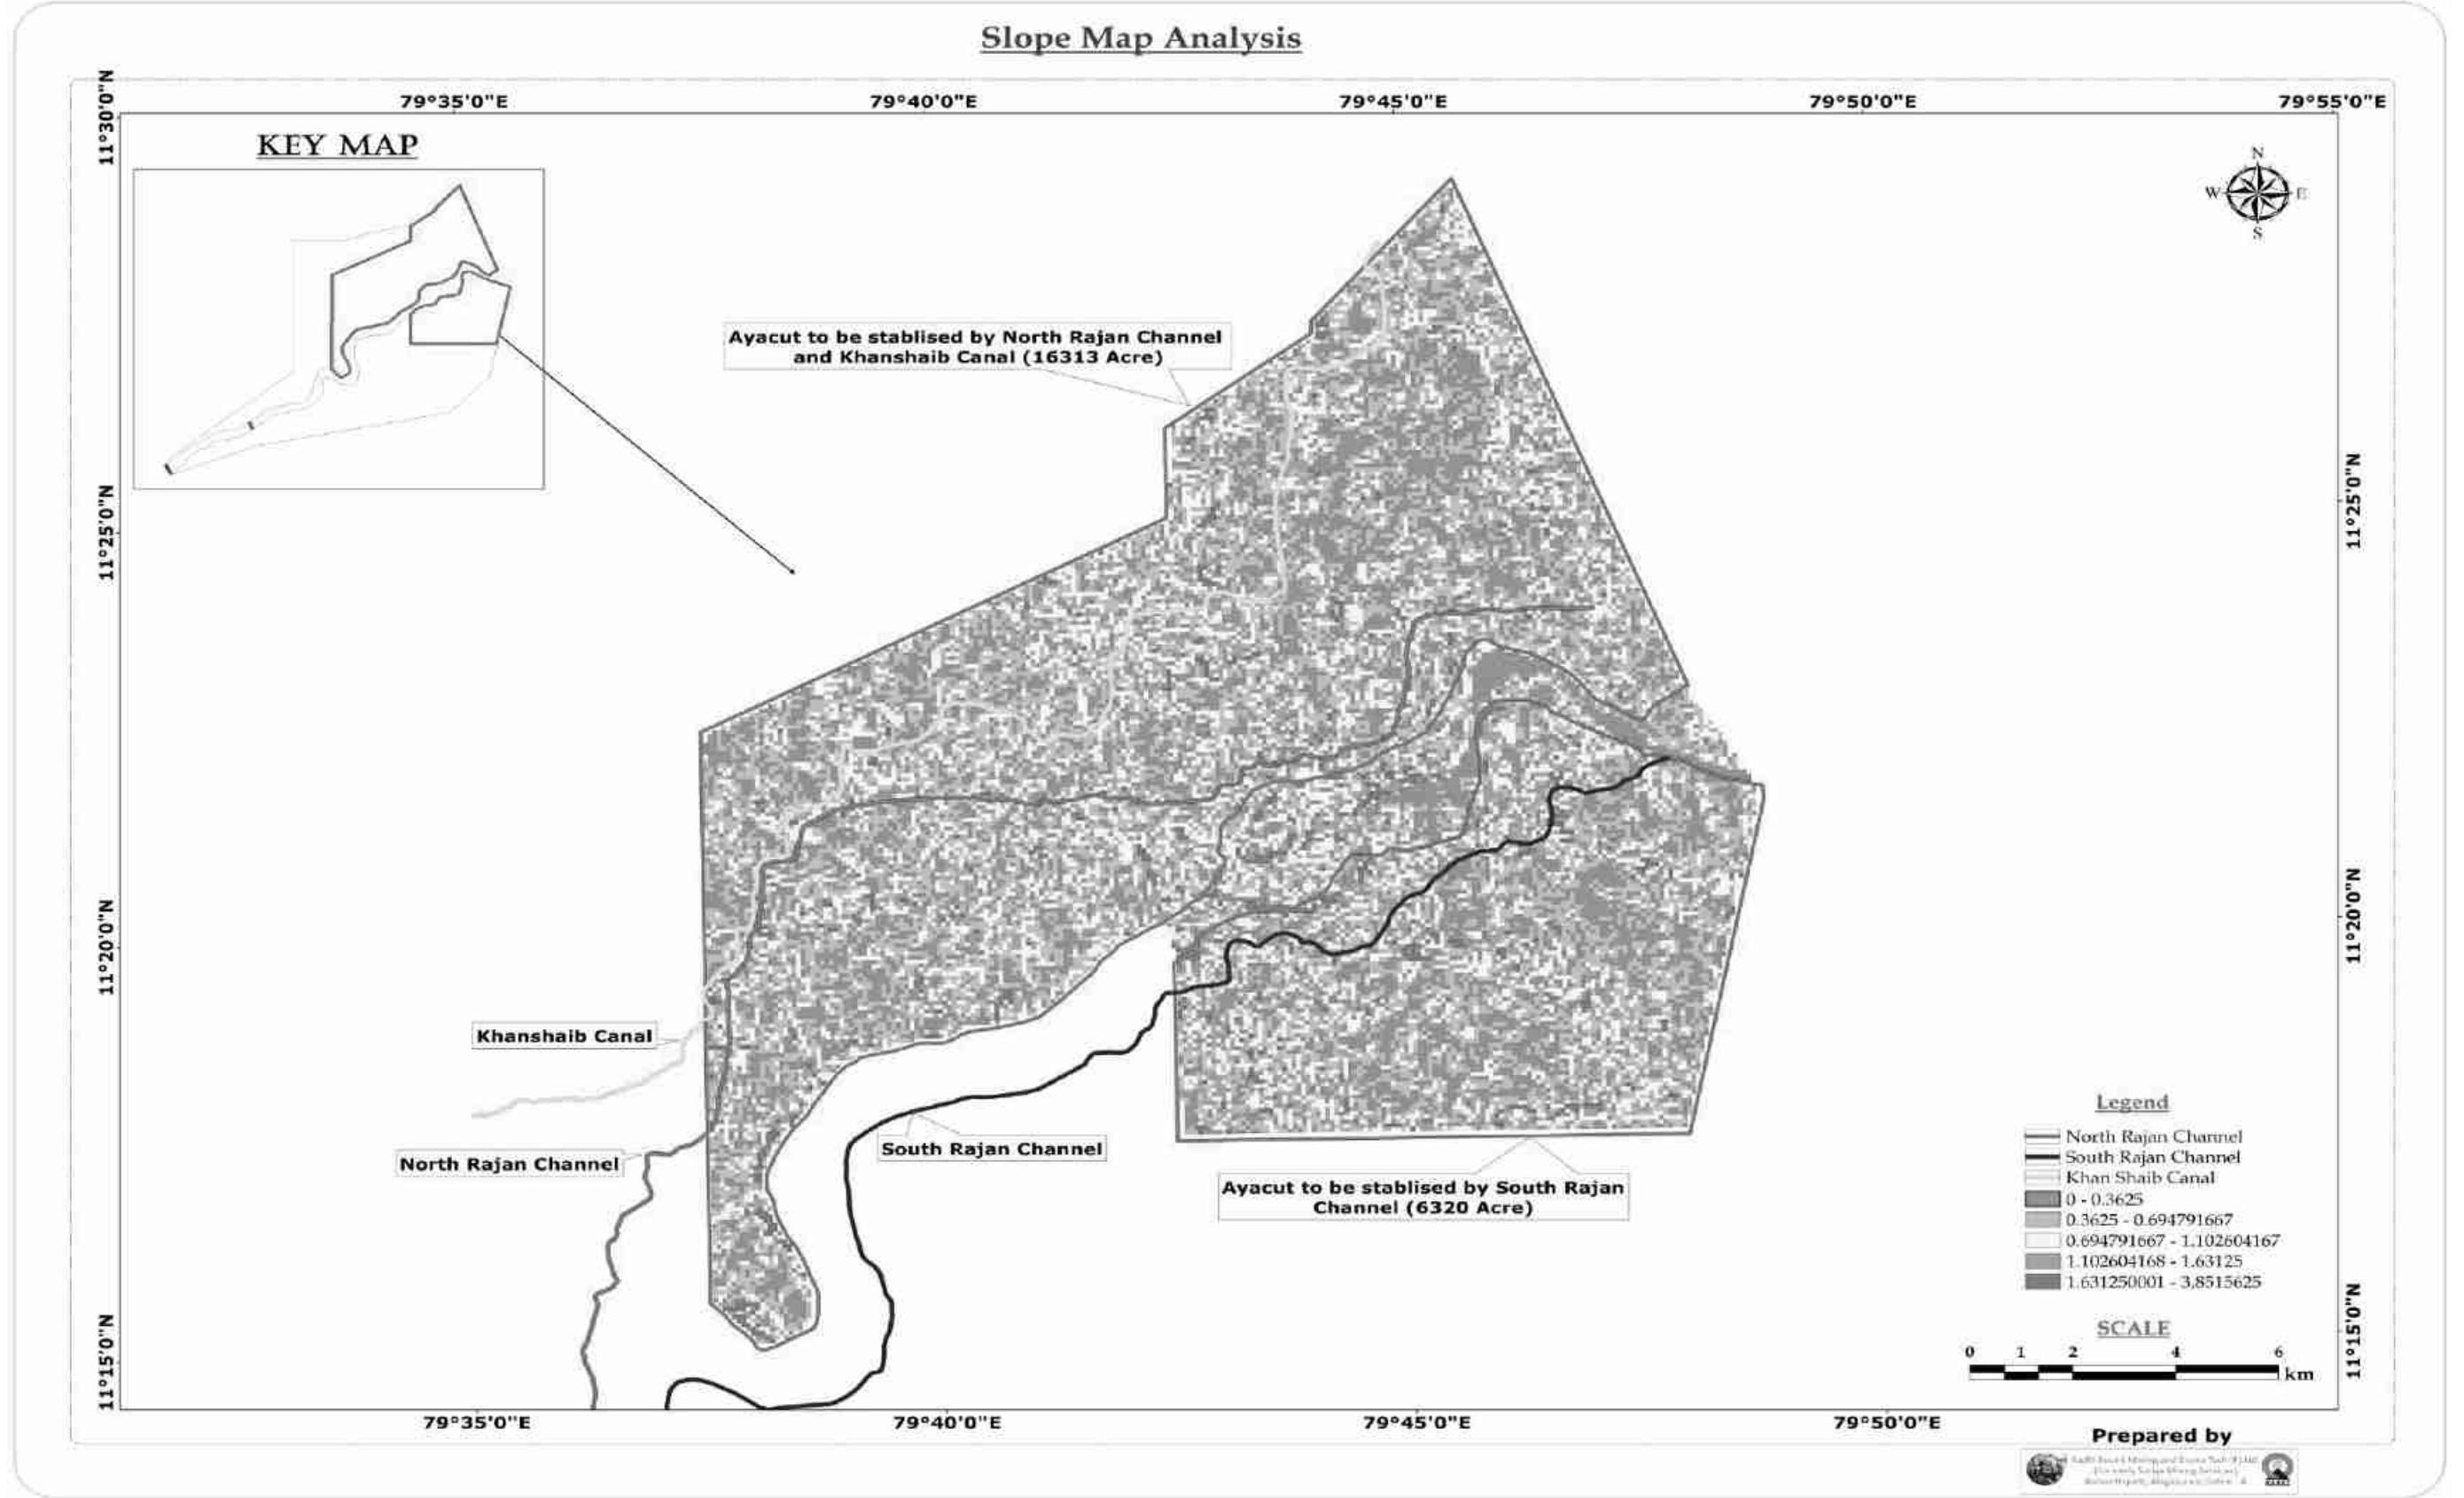 Slope Map Analysis
79°35'0"E 79°40'0"E 79°45'0"E 79°50'0"E 79°55'0"E
11°30'0"N
KEY MAP
N
W E
S
Ayacut to be stablised by North Rajan Channel
and Khanshaib Canal (16313 Acre)
11°25'0"N
11°25'0"N
11°20'0"N
11°20'0"N
Khanshaib Canal
North Rajan Channel
South Rajan Channel
Ayacut to be stablised by South Rajan
Channel (6320 Acre)
Legend
North Rajan Channel
South Rajan Channel
Khan Shaib Canal
0 - 0.3625
0.3625 - 0.694791667
0.694791667 - 1.102604167
1.102604168 - 1.63125
1.631250001 - 3.8515625
SCALE
0 1 2 4 6
km
11°15'0"N
11°15'0"N
79°35'0"E 79°40'0"E 79°45'0"E 79°50'0"E
Prepared by